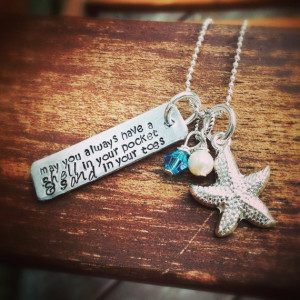 may you always have a
shell in your pocket
& sand in your toes